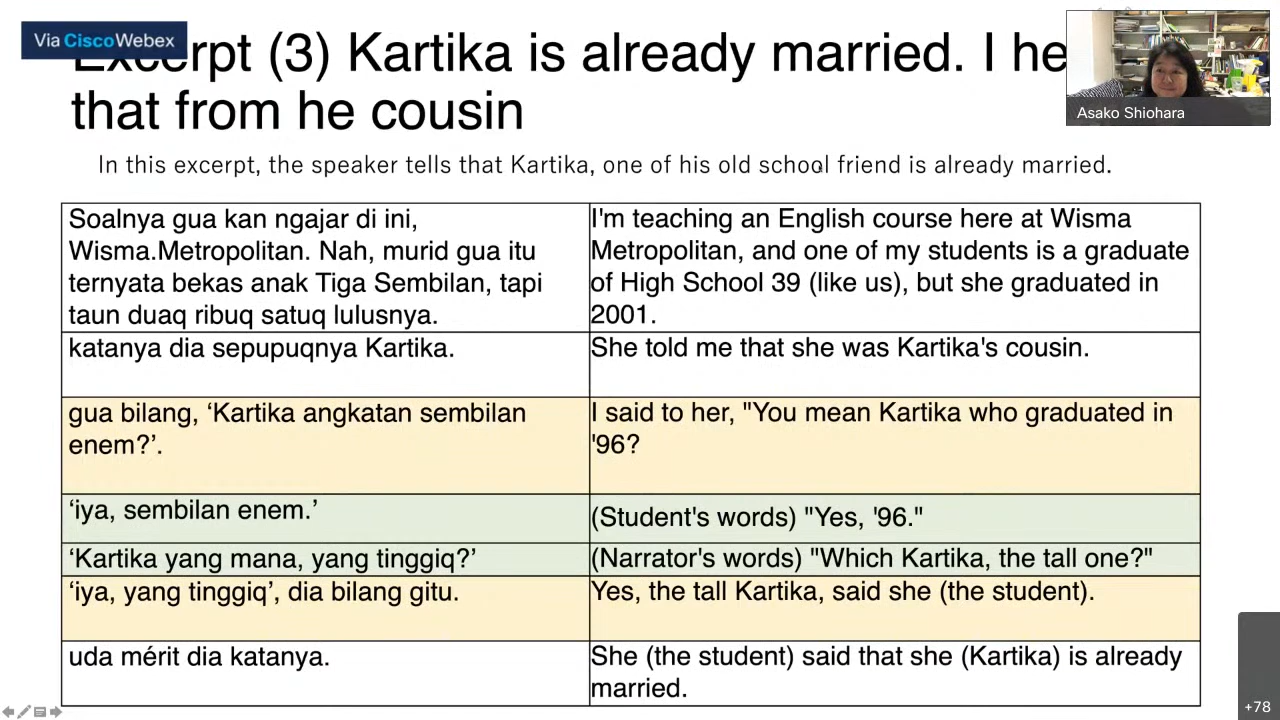 Via Cisco Webex
Excerpt (3) Kartika is already married. I he
that from he cousin
Asako Shiohara
In this excerpt, the speaker tells that Kartika, one of his old school friend is already married.
Soalnya gua kan ngajar di ini,
Wisma.Metropolitan. Nah, murid gua itu
ternyata bekas anak Tiga Sembilan, tapi
taun duaq ribuq satuq lulusnya.
I'm teaching an English course here at Wisma
Metropolitan, and one of my students is a graduate
of High School 39 (like us), but she graduated in
2001.
katanya dia sepupuqnya Kartika.
She told me that she was Kartika's cousin.
gua bilang, ‘Kartika angkatan sembilan
enem?’.
I said to her, "You mean Kartika who graduated in
'96?
‘iya, sembilan enem.’
(Student's words) "Yes, '96."
‘Kartika yang mana, yang tinggiq?’
(Narrator's words) "Which Kartika, the tall one?"
‘iya, yang tinggiq’, dia bilang gitu.
Yes, the tall Kartika, said she (the student).
uda mérit dia katanya.
She (the student) said that she (Kartika) is already
married.
+78